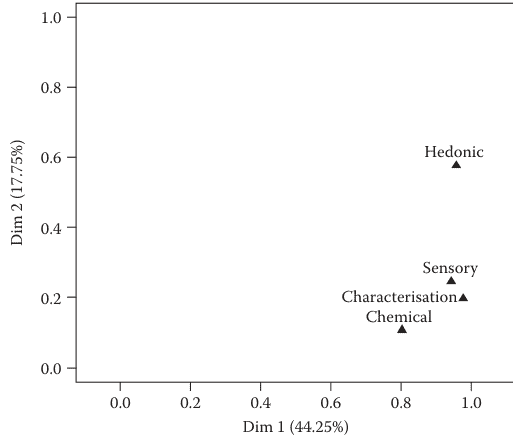 1.0
0.8
0.6
0.4
0.2
0.0
Dim 2 (17.75%)
Hedonic
Sensory
Characterisation
Chemical
0.0 0.2 0.4 0.6 0.8 1.0
Dim 1 (44.25%)